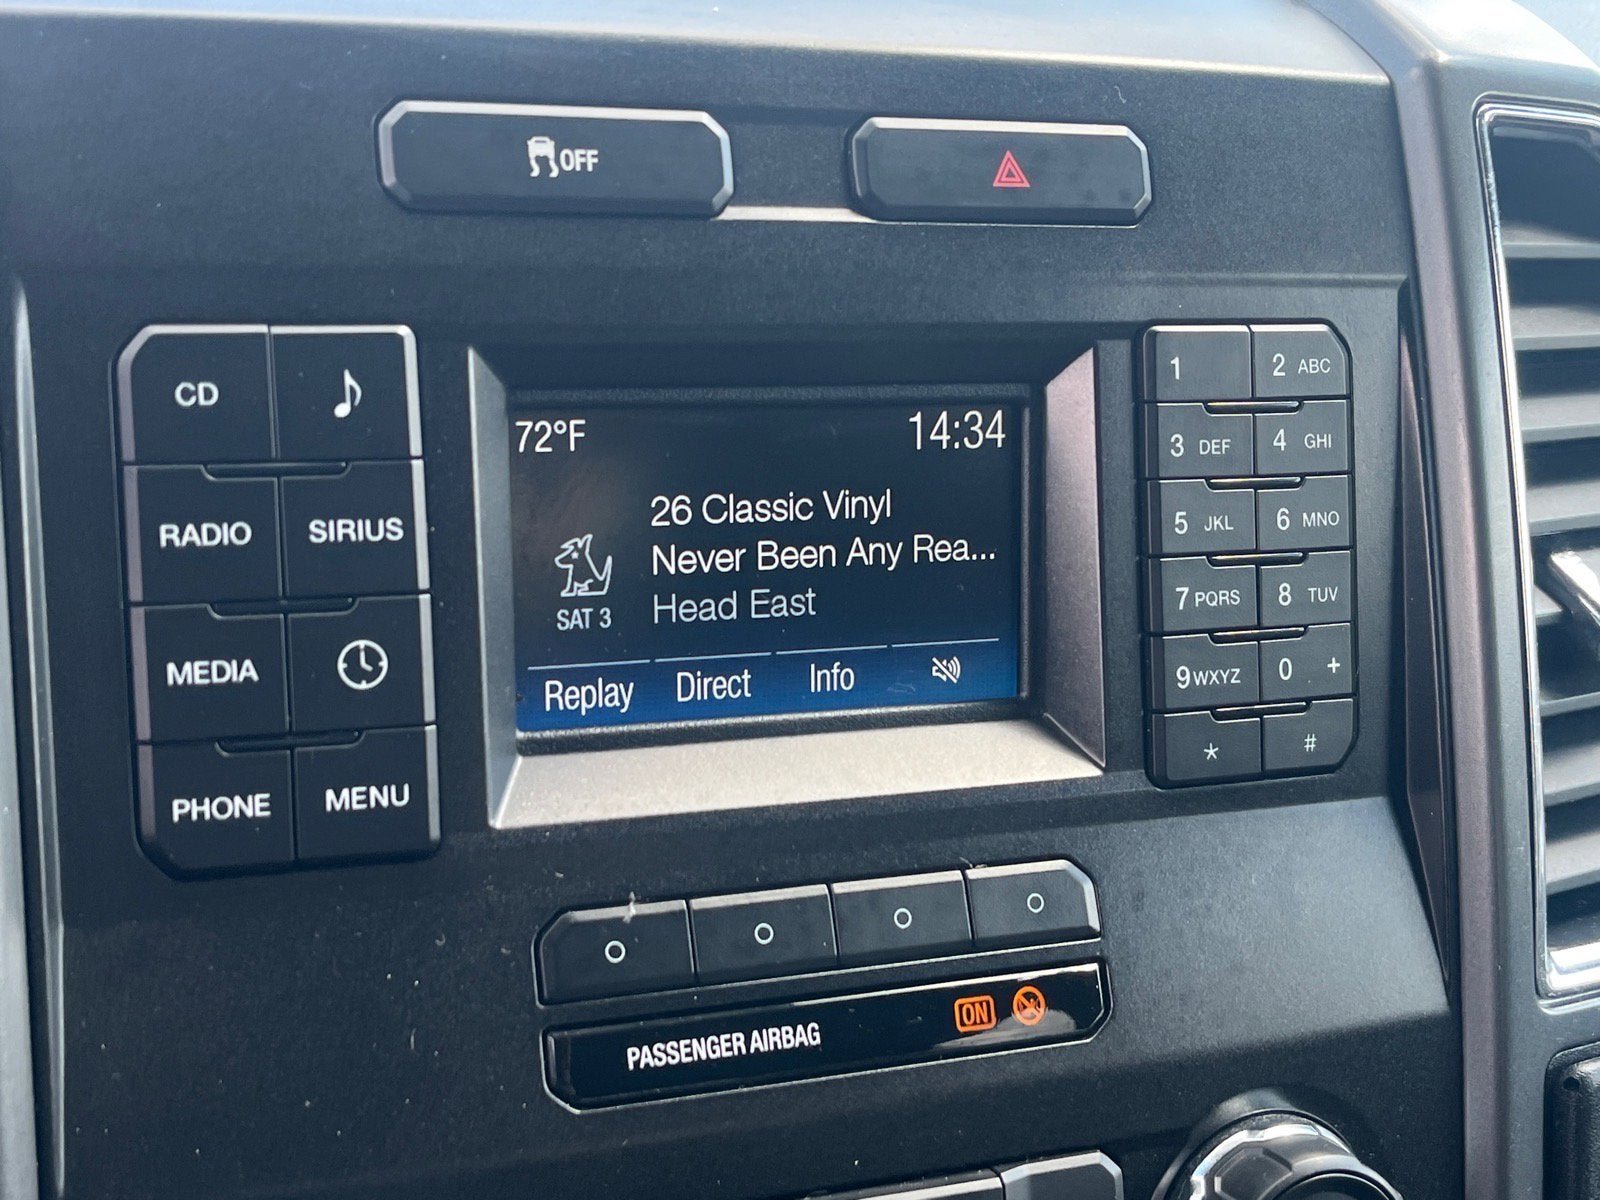 OFF
CD
RADIO SIRIUS
MEDIA
PHONE MENU
72°F 14:34
26 Classic Vinyl
Never Been Any Rea...
SAT 3 Head East
Replay Direct Info
1 2 ABC
3 DEF 4 GHI
5 JKL 6 MNO
7 PQRS 8 TUV
9 WXYZ 0 +
* #
PASSENGER AIRBAG ON